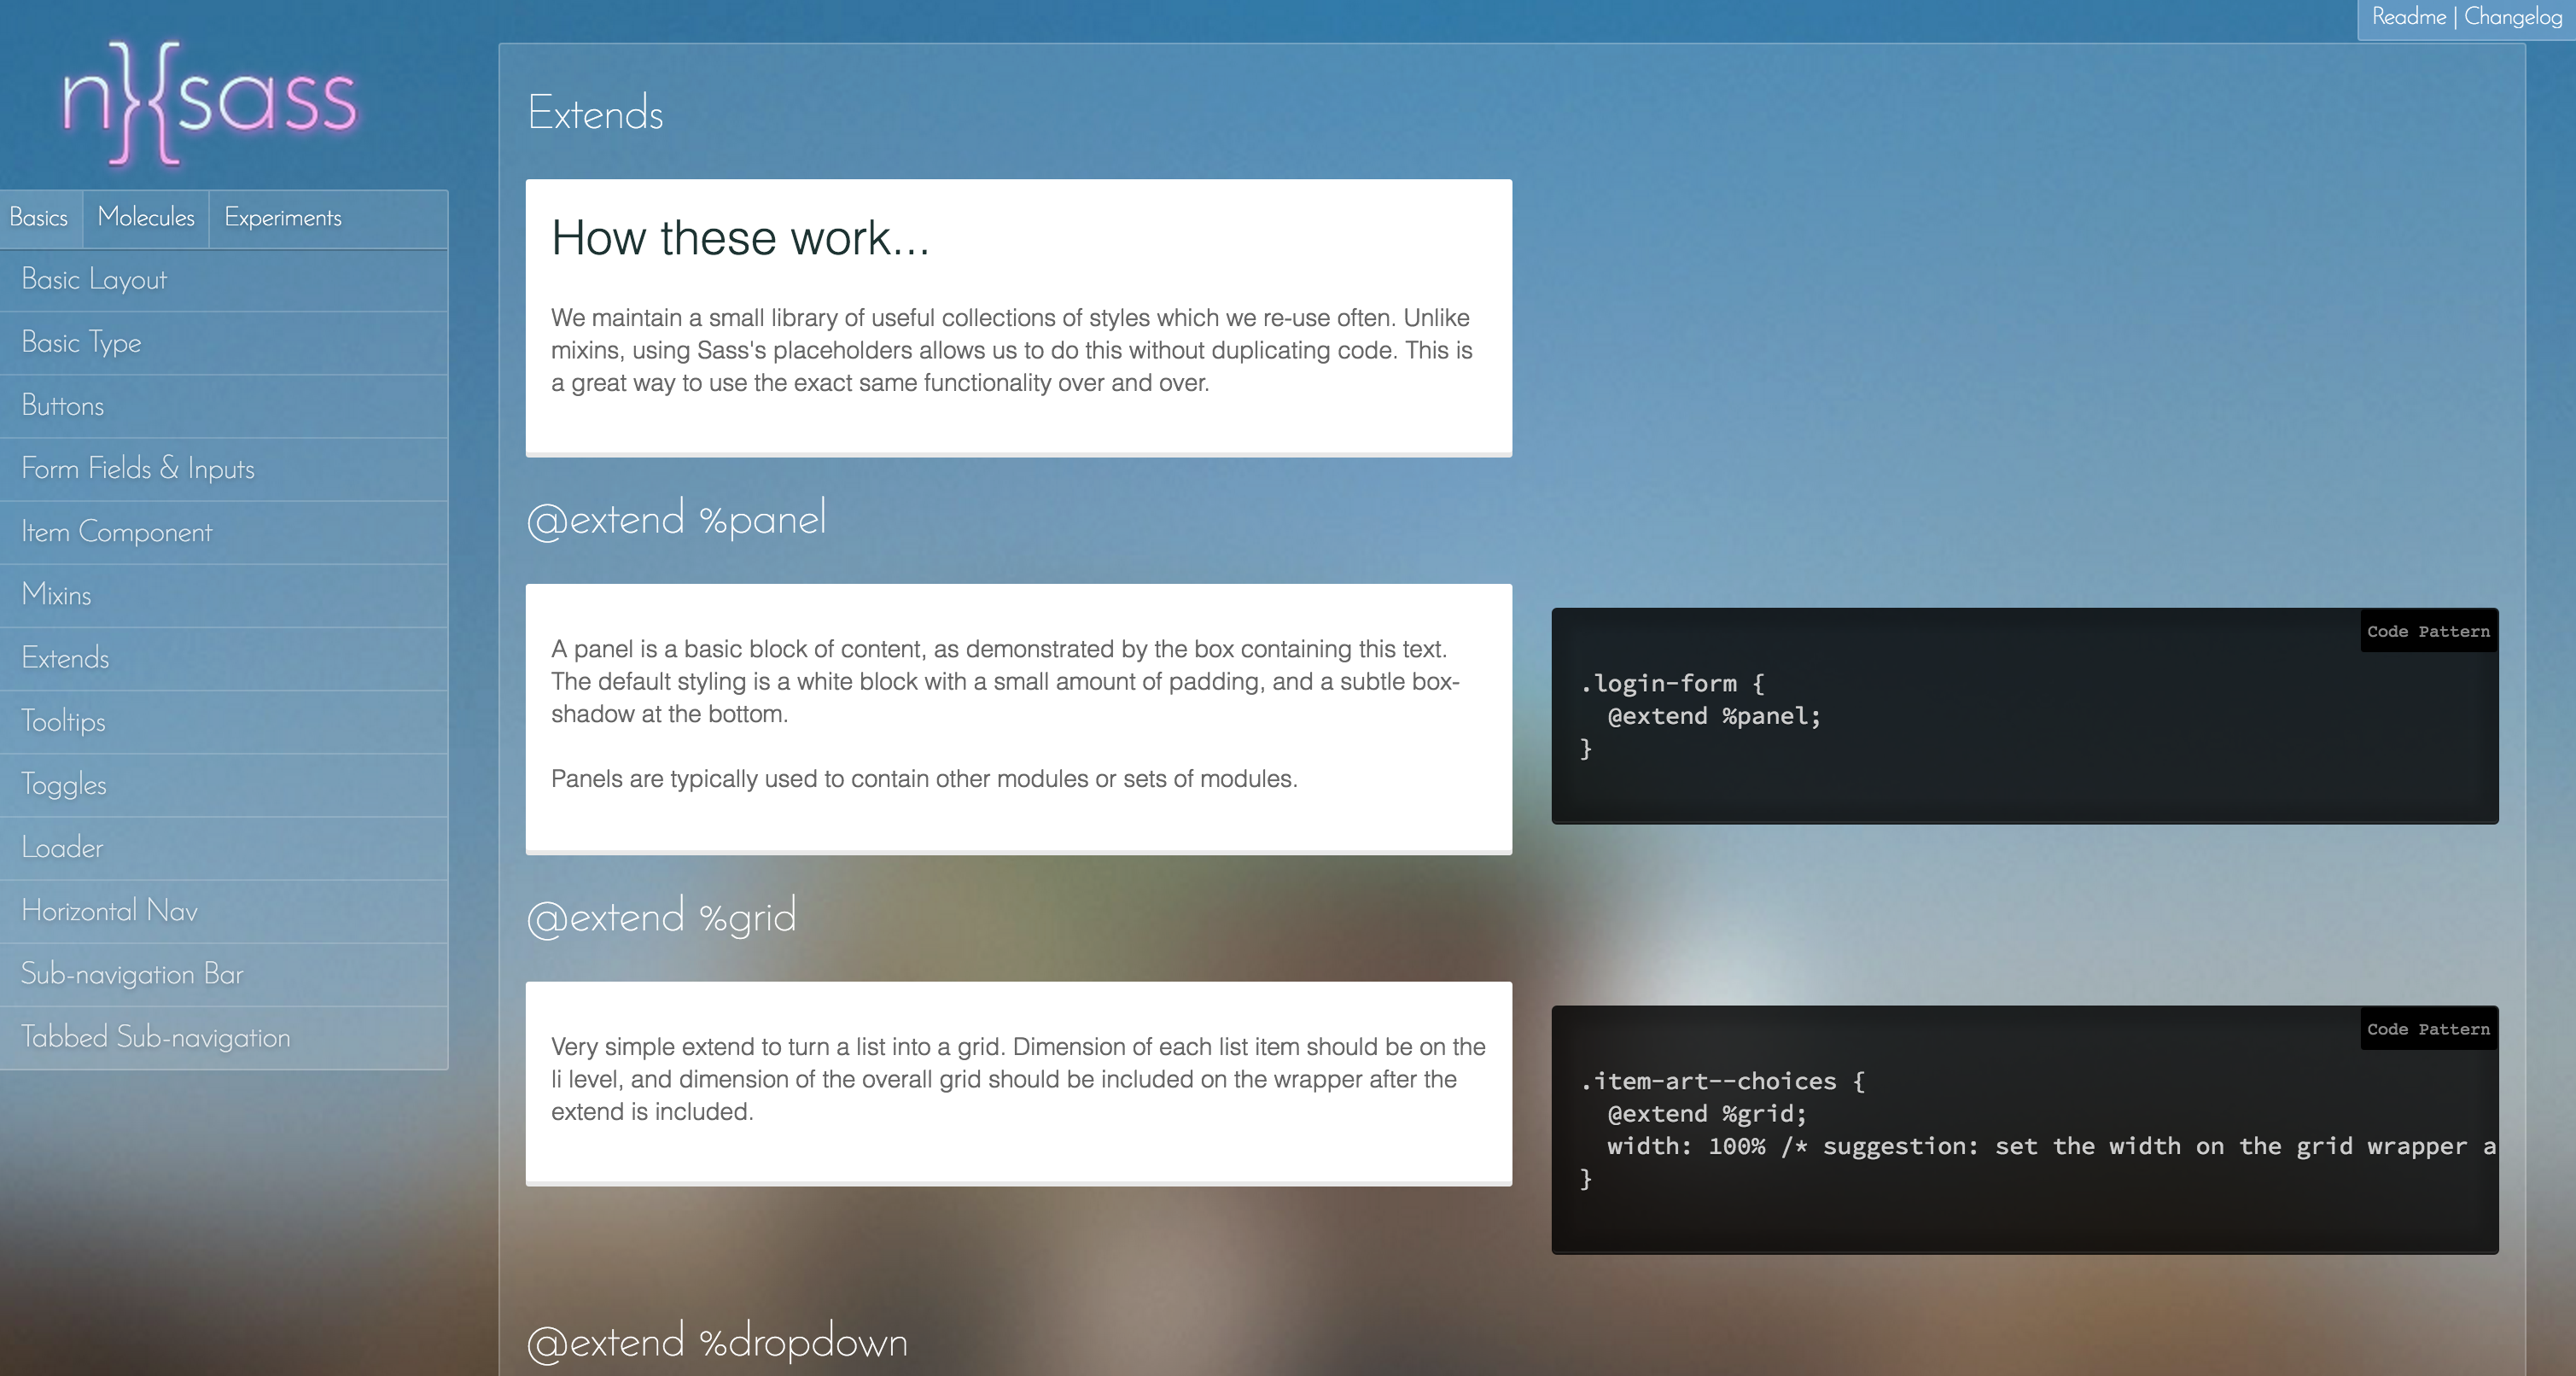 Readme | Changelog
n}{sass
Basics
Molecules
Experiments
Basic Layout
Basic Type
Buttons
Form Fields & Inputs
Item Component
Mixins
Extends
Tooltips
Toggles
Loader
Horizontal Nav
Sub-navigation Bar
Tabbed Sub-navigation
Extends
How these work...
We maintain a small library of useful collections of styles which we re-use often. Unlike
mixins, using Sass's placeholders allows us to do this without duplicating code. This is
a great way to use the exact same functionality over and over.
@extend %panel
A panel is a basic block of content, as demonstrated by the box containing this text.
The default styling is a white block with a small amount of padding, and a subtle box-
shadow at the bottom.
Panels are typically used to contain other modules or sets of modules.
Code Pattern
.login-form {
  @extend %panel;
}
@extend %grid
Very simple extend to turn a list into a grid. Dimension of each list item should be on the
li level, and dimension of the overall grid should be included on the wrapper after the
extend is included.
Code Pattern
.item-art--choices {
  @extend %grid;
  width: 100% /* suggestion: set the width on the grid wrapper a
}
@extend %dropdown